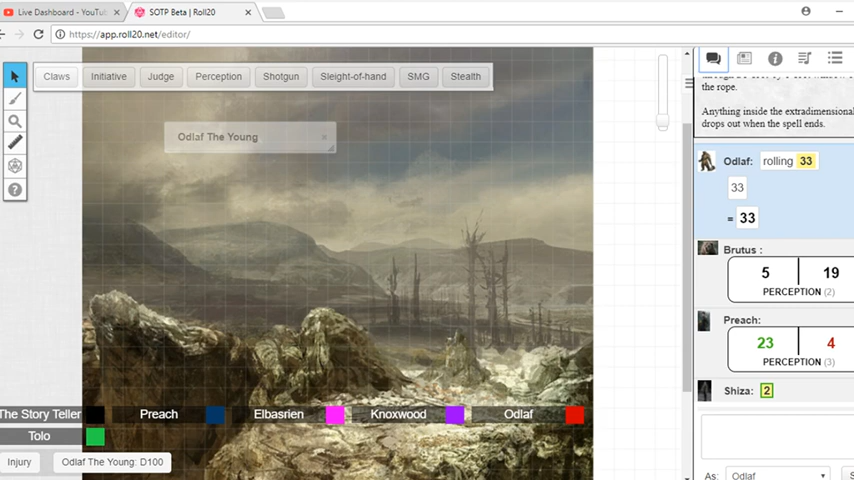 Live Dashboard - YouTu
SOTP Beta | Roll20
https://app.roll20.net/editor/
Claws
Initiative
Judge
Perception
Shotgun
Sleight-of-hand
SMG
Stealth
Odlaf The Young
the rope.
Anything inside the extradimensional
drops out when the spell ends.
Odlaf: rolling 33
33
= 33
Brutus :
5 19
PERCEPTION (2)
Preach:
23 4
PERCEPTION (3)
Shiza: 2
The Story Teller
Preach
Elbasrien
Knoxwood
Odlaf
Tolo
Injury
Odlaf The Young: D100
As: Odlaf